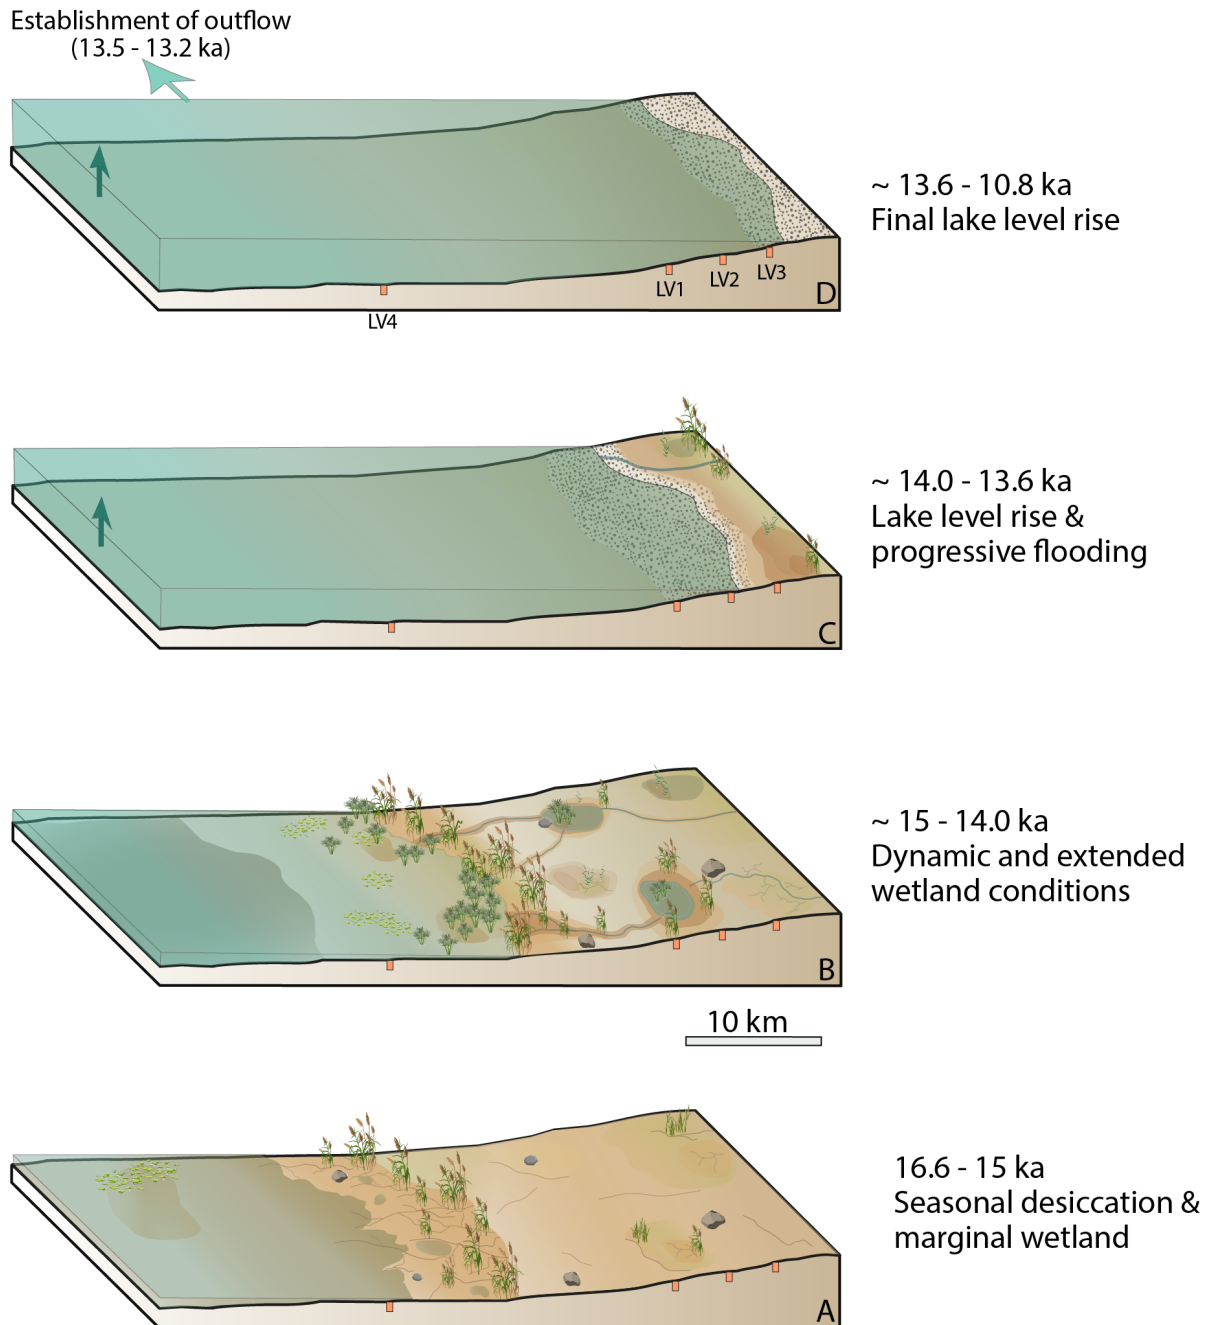 Establishment of outflow
(13.5 - 13.2 ka)
~ 13.6 - 10.8 ka
Final lake level rise
LV1
LV2
LV3
D
LV4
~ 14.0 - 13.6 ka
Lake level rise &
progressive flooding
C
~ 15 - 14.0 ka
Dynamic and extended
wetland conditions
B
10 km
16.6 - 15 ka
Seasonal desiccation &
marginal wetland
A